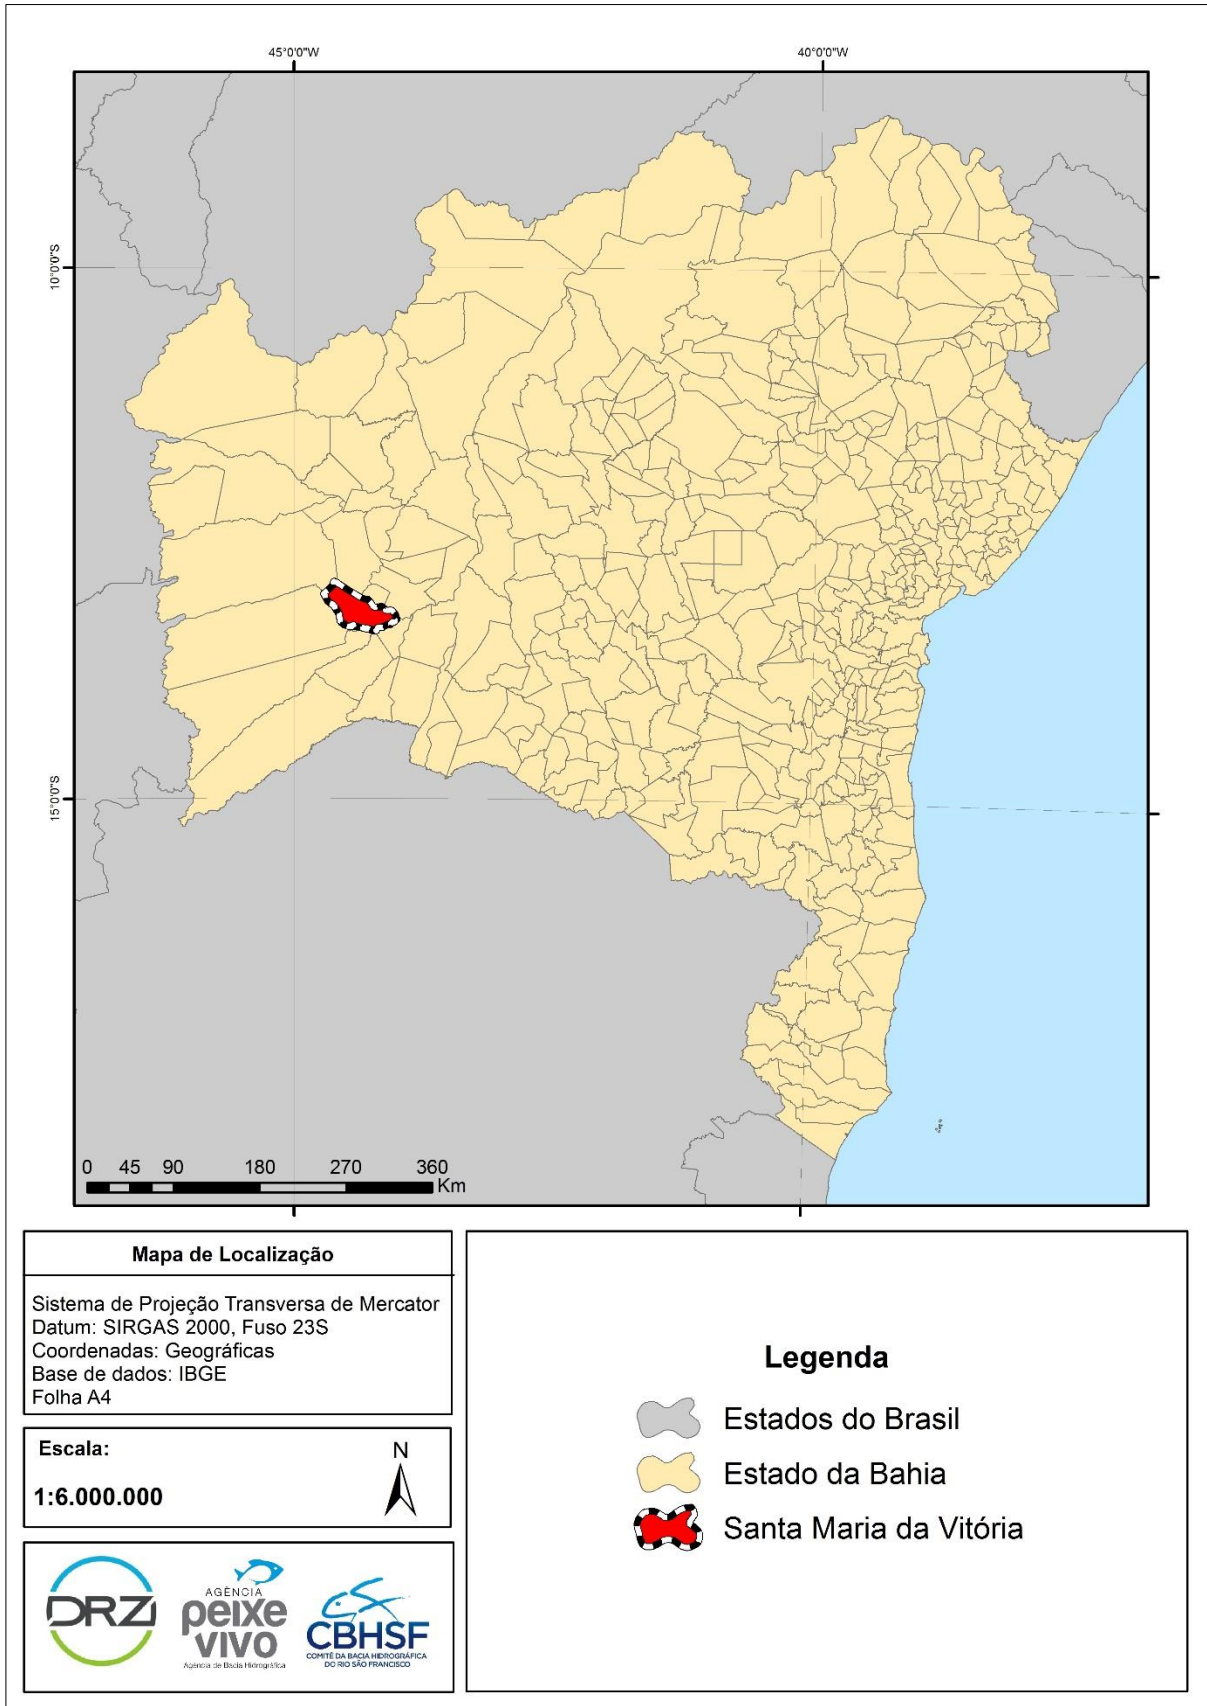 45°0'0"W
40°0'0"W
10°0'0"S
15°0'0"S
0 45 90 180 270 360
Km
Mapa de Localização
Sistema de Projeção Transversa de Mercator
Datum: SIRGAS 2000, Fuso 23S
Coordenadas: Geográficas
Base de dados: IBGE
Folha A4
Escala:
N
1:6.000.000
Legenda
Estados do Brasil
Estado da Bahia
Santa Maria da Vitória
DRZ
AGÊNCIA
peixe
vivo
Agência de Bacia Hidrográfica
CBHSF
COMITÊ DA BACIA HIDROGRÁFICA
DO RIO SÃO FRANCISCO